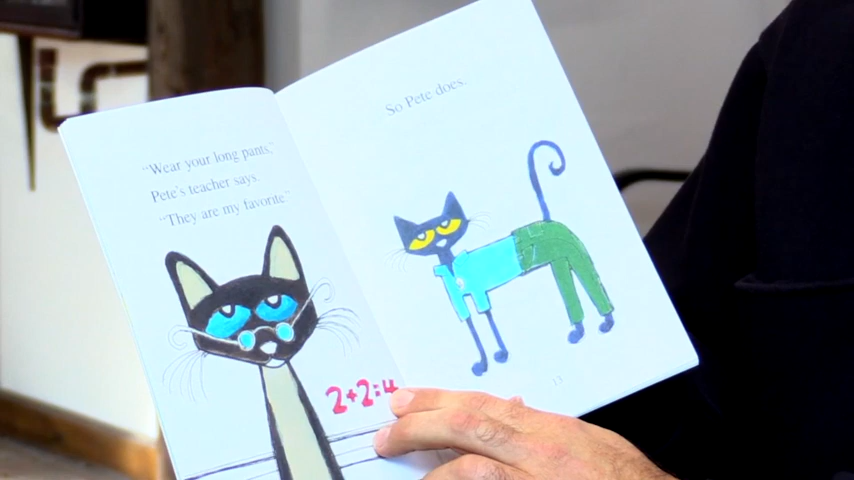 "Wear your long pants,"
Pete's teacher says.
"They are my favorite."
2+2=4
So Pete does.
13